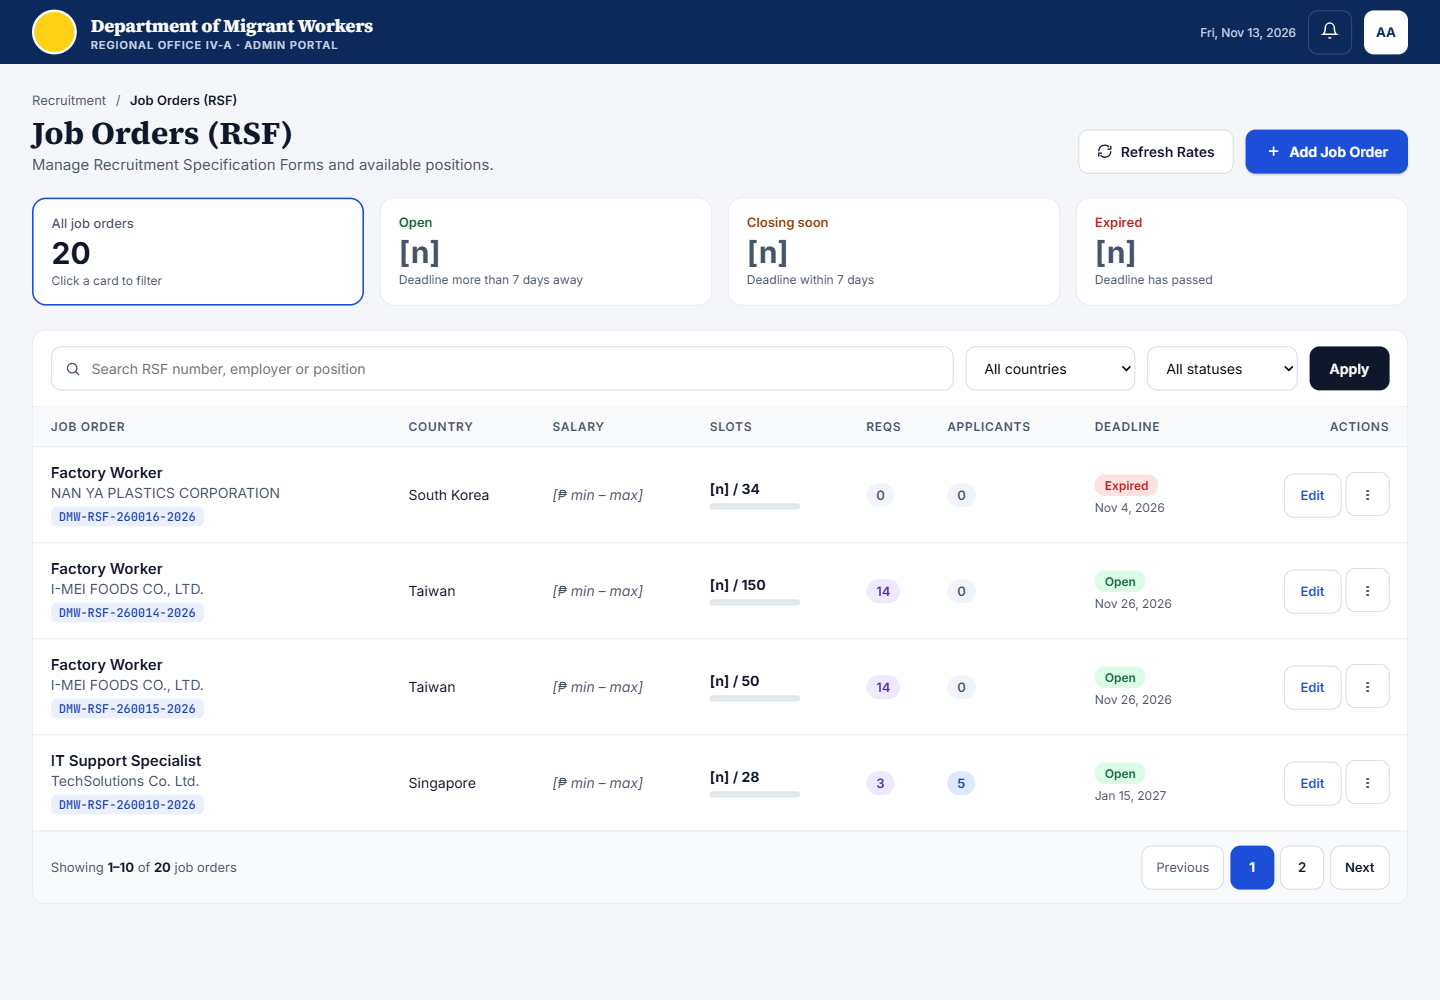 Department of Migrant Workers
REGIONAL OFFICE IV-A · ADMIN PORTAL
Fri, Nov 13, 2026
AA
Recruitment / Job Orders (RSF)
Job Orders (RSF)
Manage Recruitment Specification Forms and available positions.
Refresh Rates
+ Add Job Order
All job orders
20
Click a card to filter
Open
[n]
Deadline more than 7 days away
Closing soon
[n]
Deadline within 7 days
Expired
[n]
Deadline has passed
Search RSF number, employer or position
All countries
All statuses
Apply
JOB ORDER COUNTRY SALARY SLOTS REQS APPLICANTS DEADLINE ACTIONS
Factory Worker
NAN YA PLASTICS CORPORATION
DMW-RSF-260016-2026
South Korea
[₱ min – max]
[n] / 34
0
0
Expired
Nov 4, 2026
Edit
Factory Worker
I-MEI FOODS CO., LTD.
DMW-RSF-260014-2026
Taiwan
[₱ min – max]
[n] / 150
14
0
Open
Nov 26, 2026
Edit
Factory Worker
I-MEI FOODS CO., LTD.
DMW-RSF-260015-2026
Taiwan
[₱ min – max]
[n] / 50
14
0
Open
Nov 26, 2026
Edit
IT Support Specialist
TechSolutions Co. Ltd.
DMW-RSF-260010-2026
Singapore
[₱ min – max]
[n] / 28
3
5
Open
Jan 15, 2027
Edit
Showing 1–10 of 20 job orders
Previous
1
2
Next